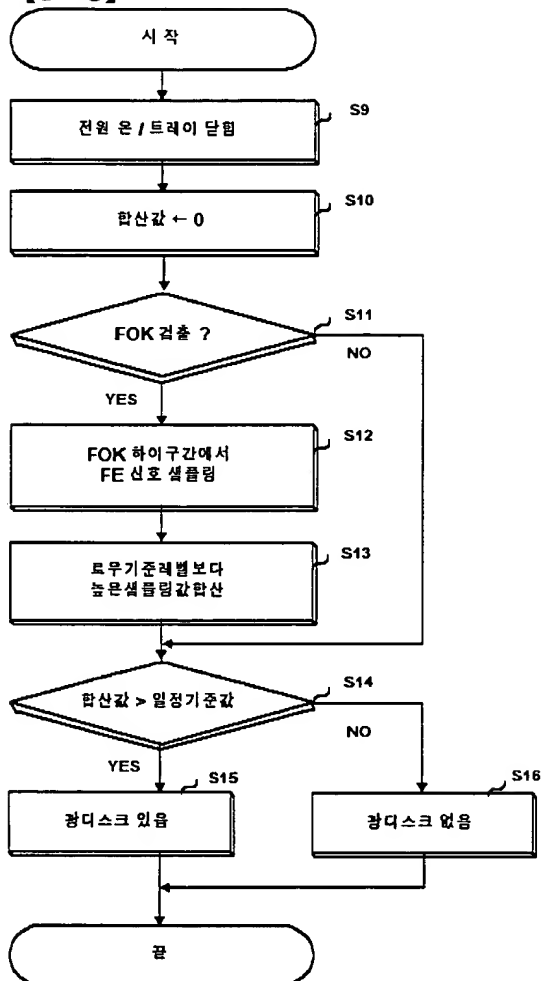 시 작
전원 온 / 트레이 닫힘
S9
합산값 ← 0
S10
FOK 검출 ?
S11
NO
YES
FOK 하이구간에서
FE 신호 샘플링
S12
료무기준레벨보다
높은샘플링값합산
S13
합산값 > 일정기준값
S14
NO
YES
S15
S16
광디스크 있음
광디스크 없음
끝